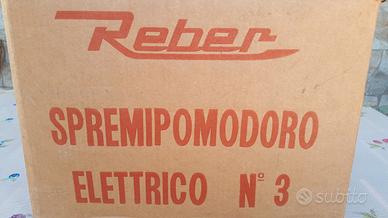 Reber
SPREMIPOMODORO
ELETTRICO N° 3
subito